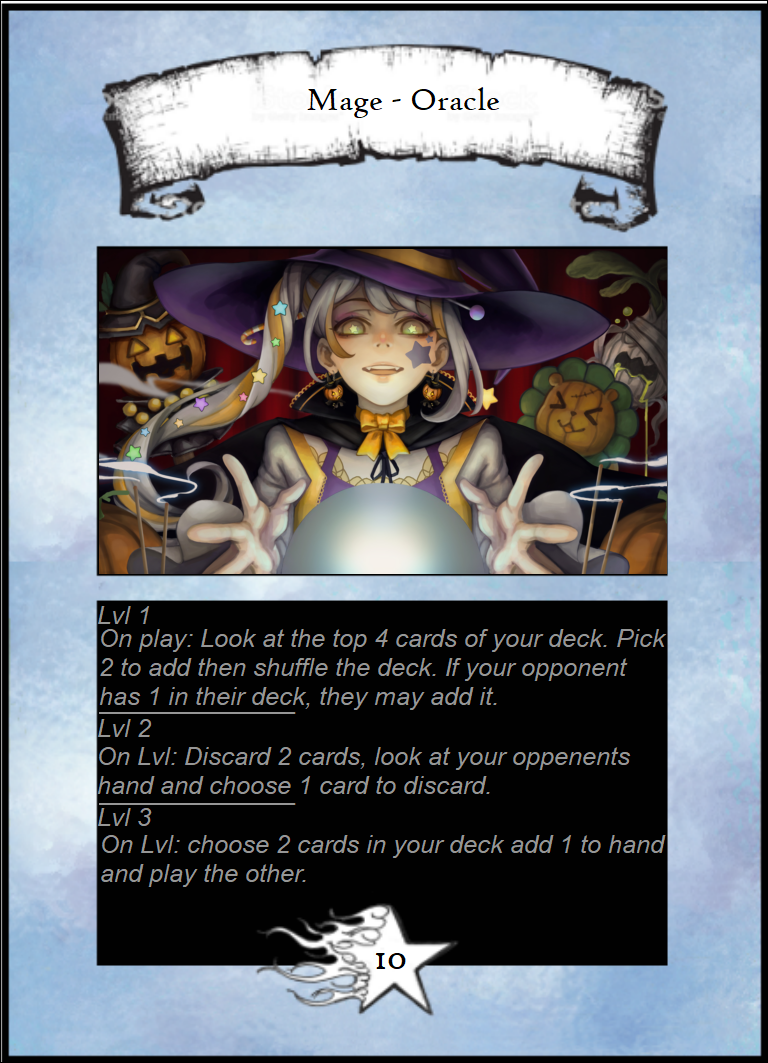 Mage - Oracle
Lvl 1
On play: Look at the top 4 cards of your deck. Pick
2 to add then shuffle the deck. If your opponent
has 1 in their deck, they may add it.
Lvl 2
On Lvl: Discard 2 cards, look at your oppenents
hand and choose 1 card to discard.
Lvl 3
On Lvl: choose 2 cards in your deck add 1 to hand
and play the other.
10